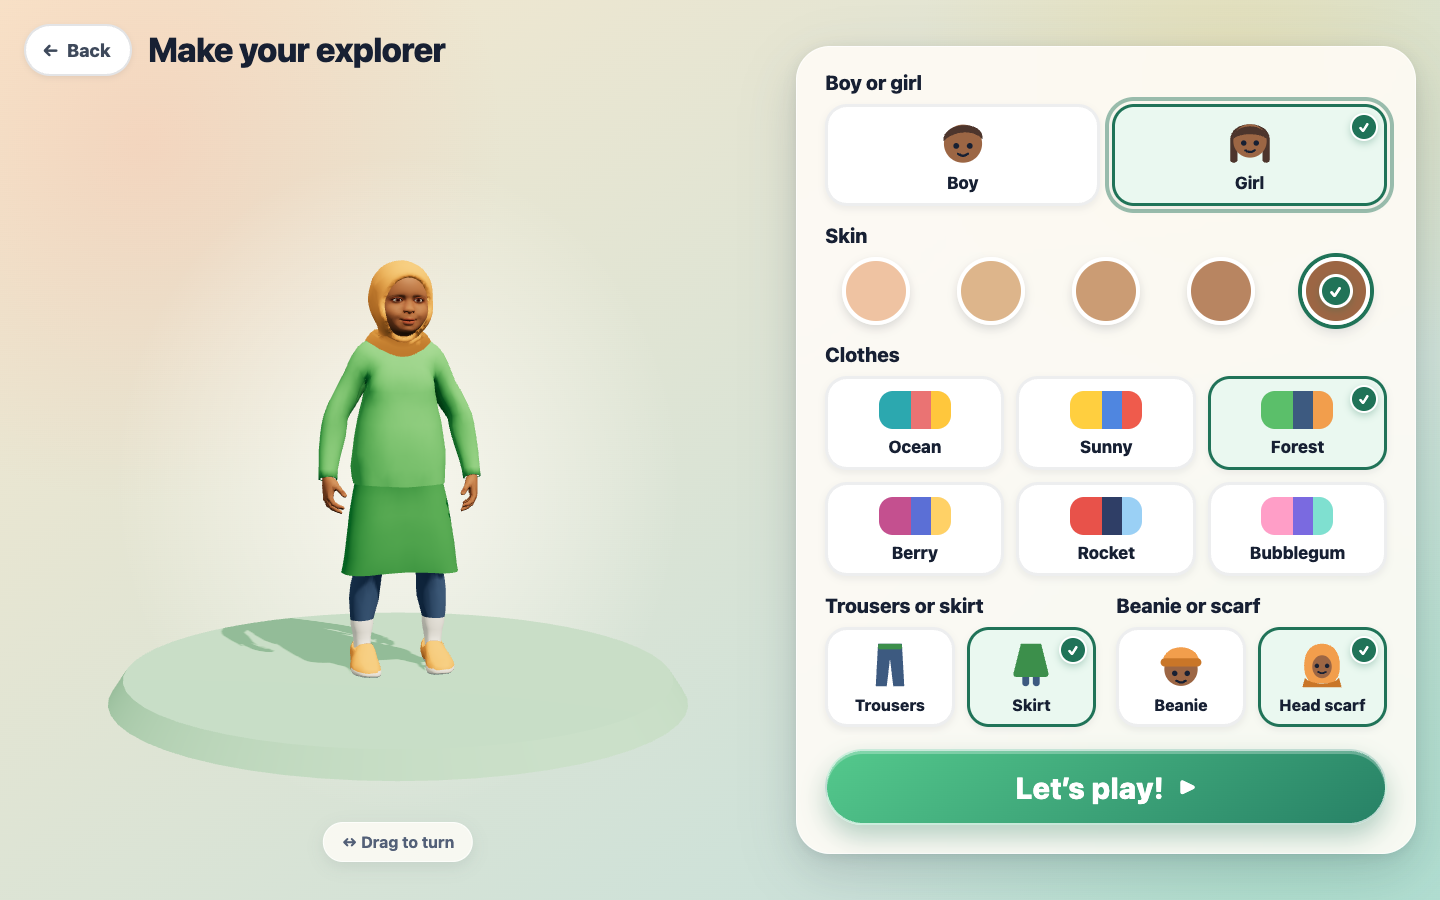 ← Back
Make your explorer
Boy or girl
Boy
Girl
Skin
Clothes
Ocean
Sunny
Forest
Berry
Rocket
Bubblegum
Trousers or skirt
Beanie or scarf
Trousers
Skirt
Beanie
Head scarf
Let's play!
↔ Drag to turn